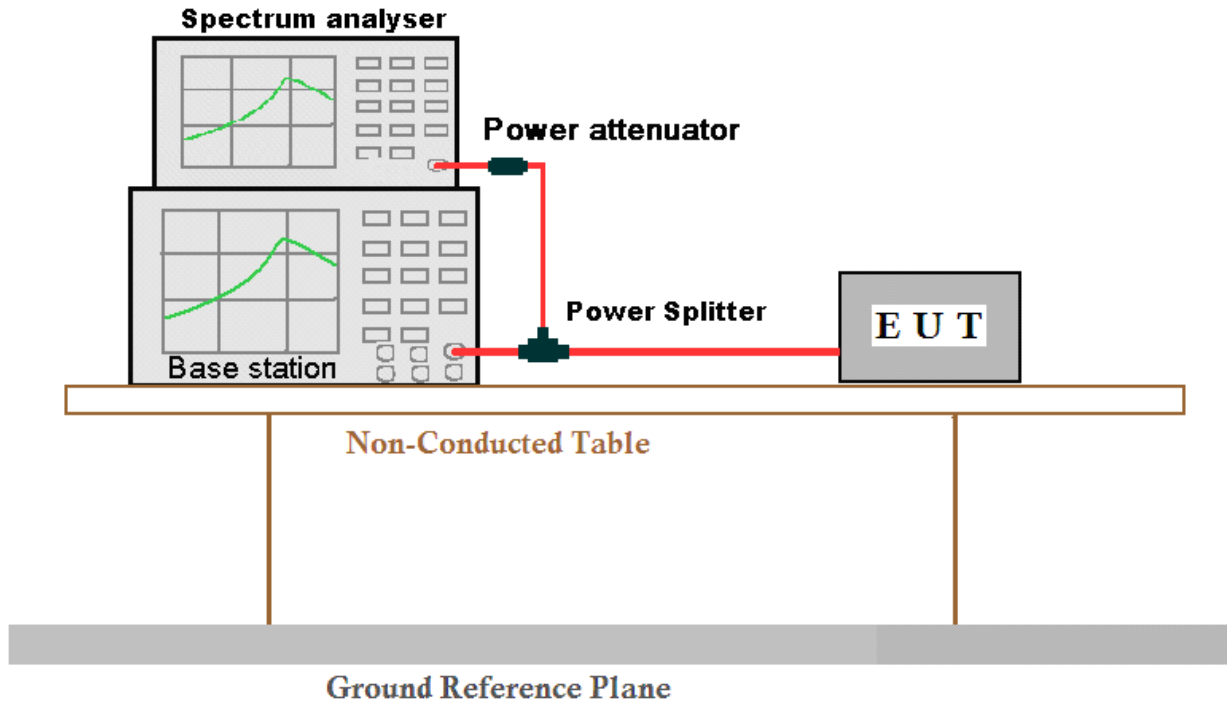 Spectrum analyser
Power attenuator
Power Splitter
E U T
Base station
Non-Conducted Table
Ground Reference Plane